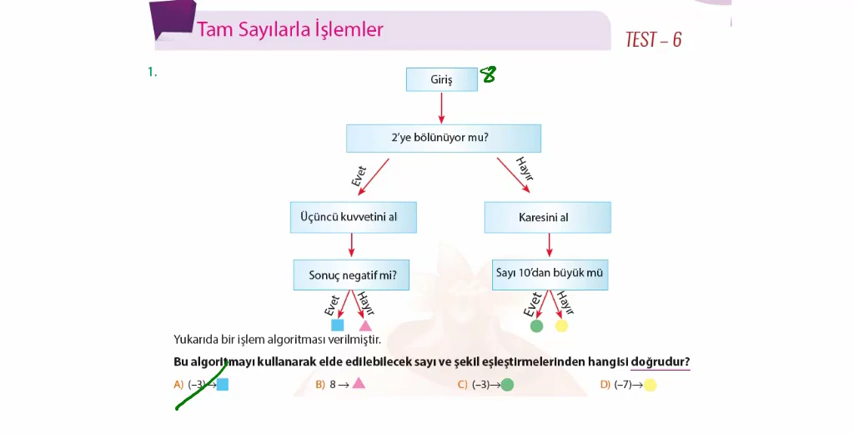 Tam Sayılarla İşlemler
TEST – 6
1.
Giriş 8
2'ye bölünüyor mu?
Evet Hayır
Üçüncü kuvvetini al Karesini al
Sonuç negatif mi? Sayı 10'dan büyük mü
Evet Hayır Evet Hayır
Yukarıda bir işlem algoritması verilmiştir.
Bu algoritmayı kullanarak elde edilebilecek sayı ve şekil eşleştirmelerinden hangisi doğrudur?
A) (–3)→ B) 8 → C) (–3)→ D) (–7)→